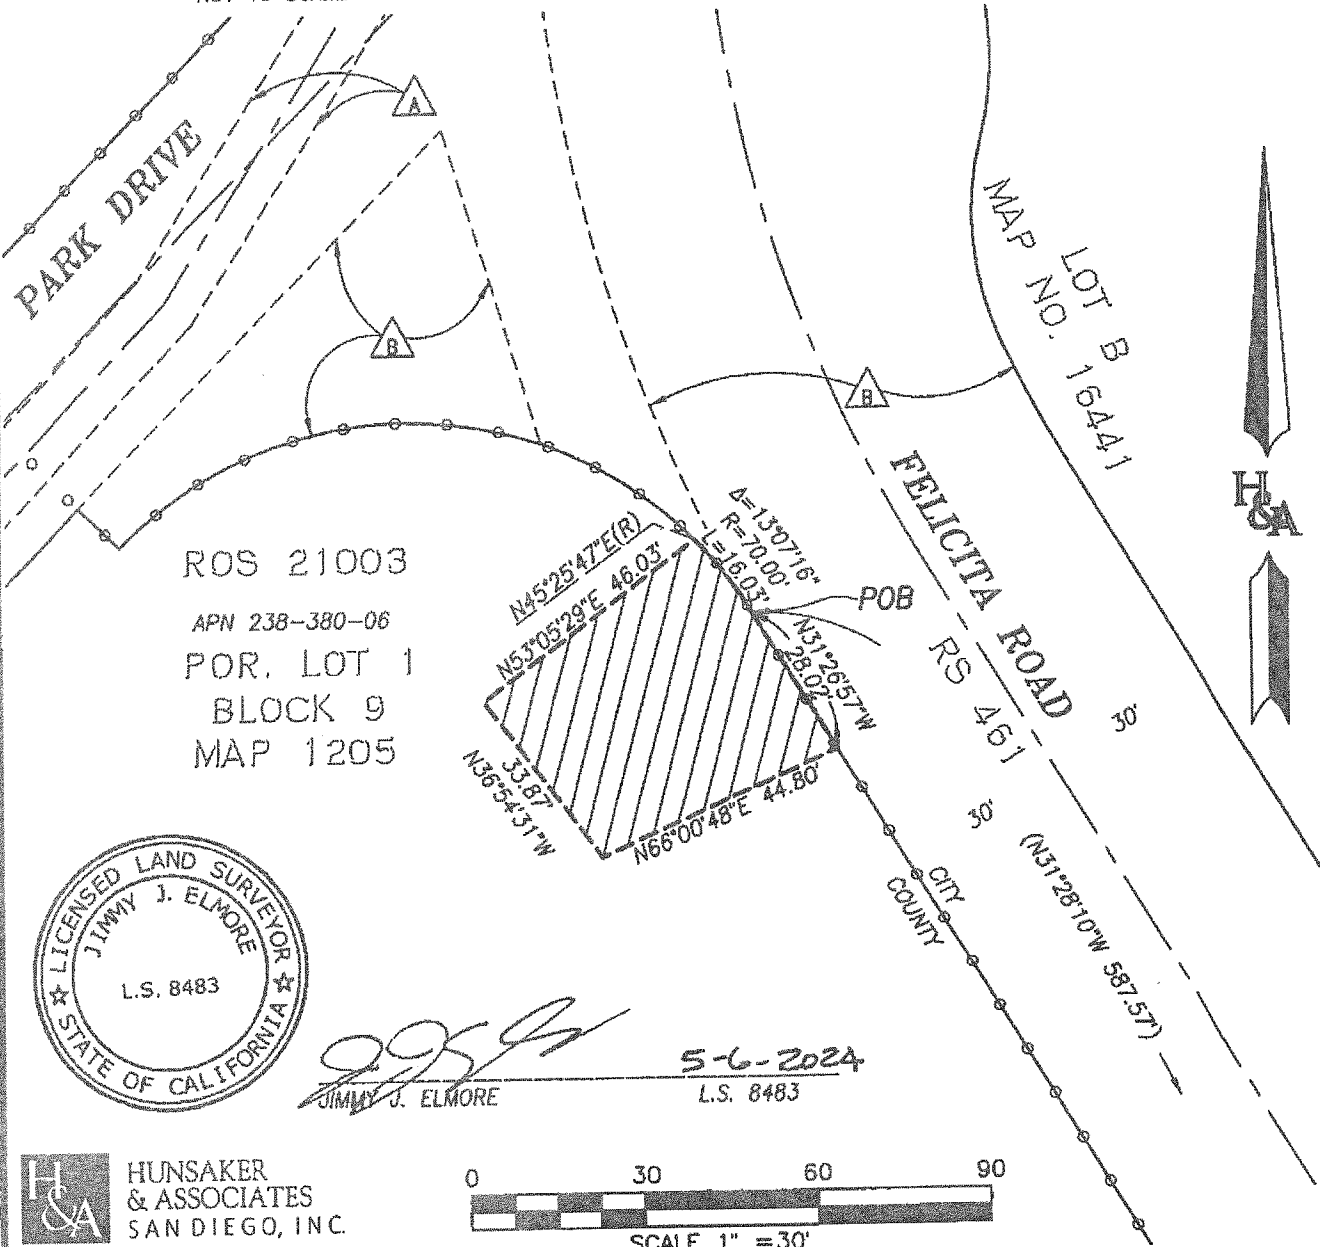 A
PARK DRIVE
B
B
LOT B
MAP NO. 16441
H&A
FELICITA ROAD
RS 461
30'
30'
Δ=13°07'16"
R=70.00'
L=16.03'
N45°25'47"E(R)
N53°05'29"E 46.03'
POB
N31°26'57"W
28.02'
33.87'
N36°54'31"W
N66°00'48"E 44.80'
ROS 21003
APN 238-380-06
POR. LOT 1
BLOCK 9
MAP 1205
CITY
COUNTY
(N31°28'10"W 587.57')
LICENSED LAND SURVEYOR
JIMMY J. ELMORE
L.S. 8483
STATE OF CALIFORNIA
5-6-2024
JIMMY J. ELMORE L.S. 8483
H&A
HUNSAKER
& ASSOCIATES
SAN DIEGO, INC.
0 30 60 90
SCALE 1" =30'